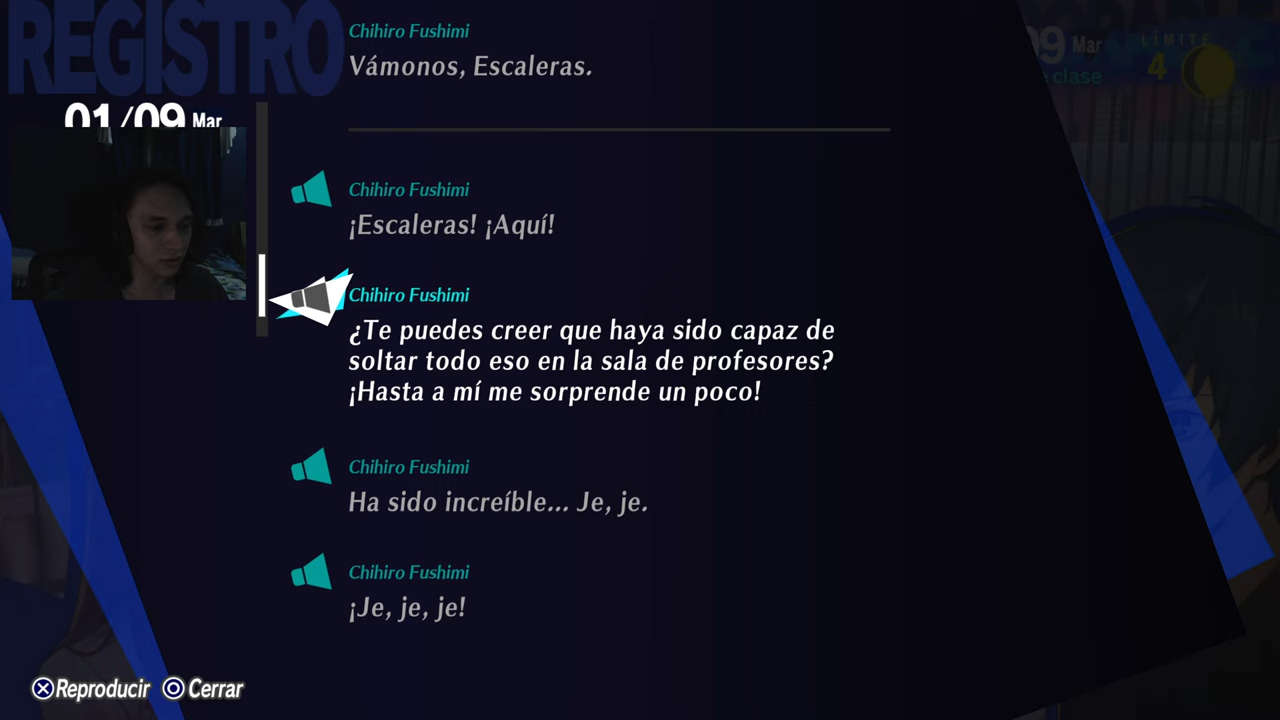 REGISTRO
Chihiro Fushimi
Vámonos, Escaleras.
09 Mar
LÍMITE
4
e clase
01/09 Mar
Chihiro Fushimi
¡Escaleras! ¡Aquí!
Chihiro Fushimi
¿Te puedes creer que haya sido capaz de
soltar todo eso en la sala de profesores?
¡Hasta a mí me sorprende un poco!
Chihiro Fushimi
Ha sido increíble... Je, je.
Chihiro Fushimi
¡Je, je, je!
Reproducir Cerrar